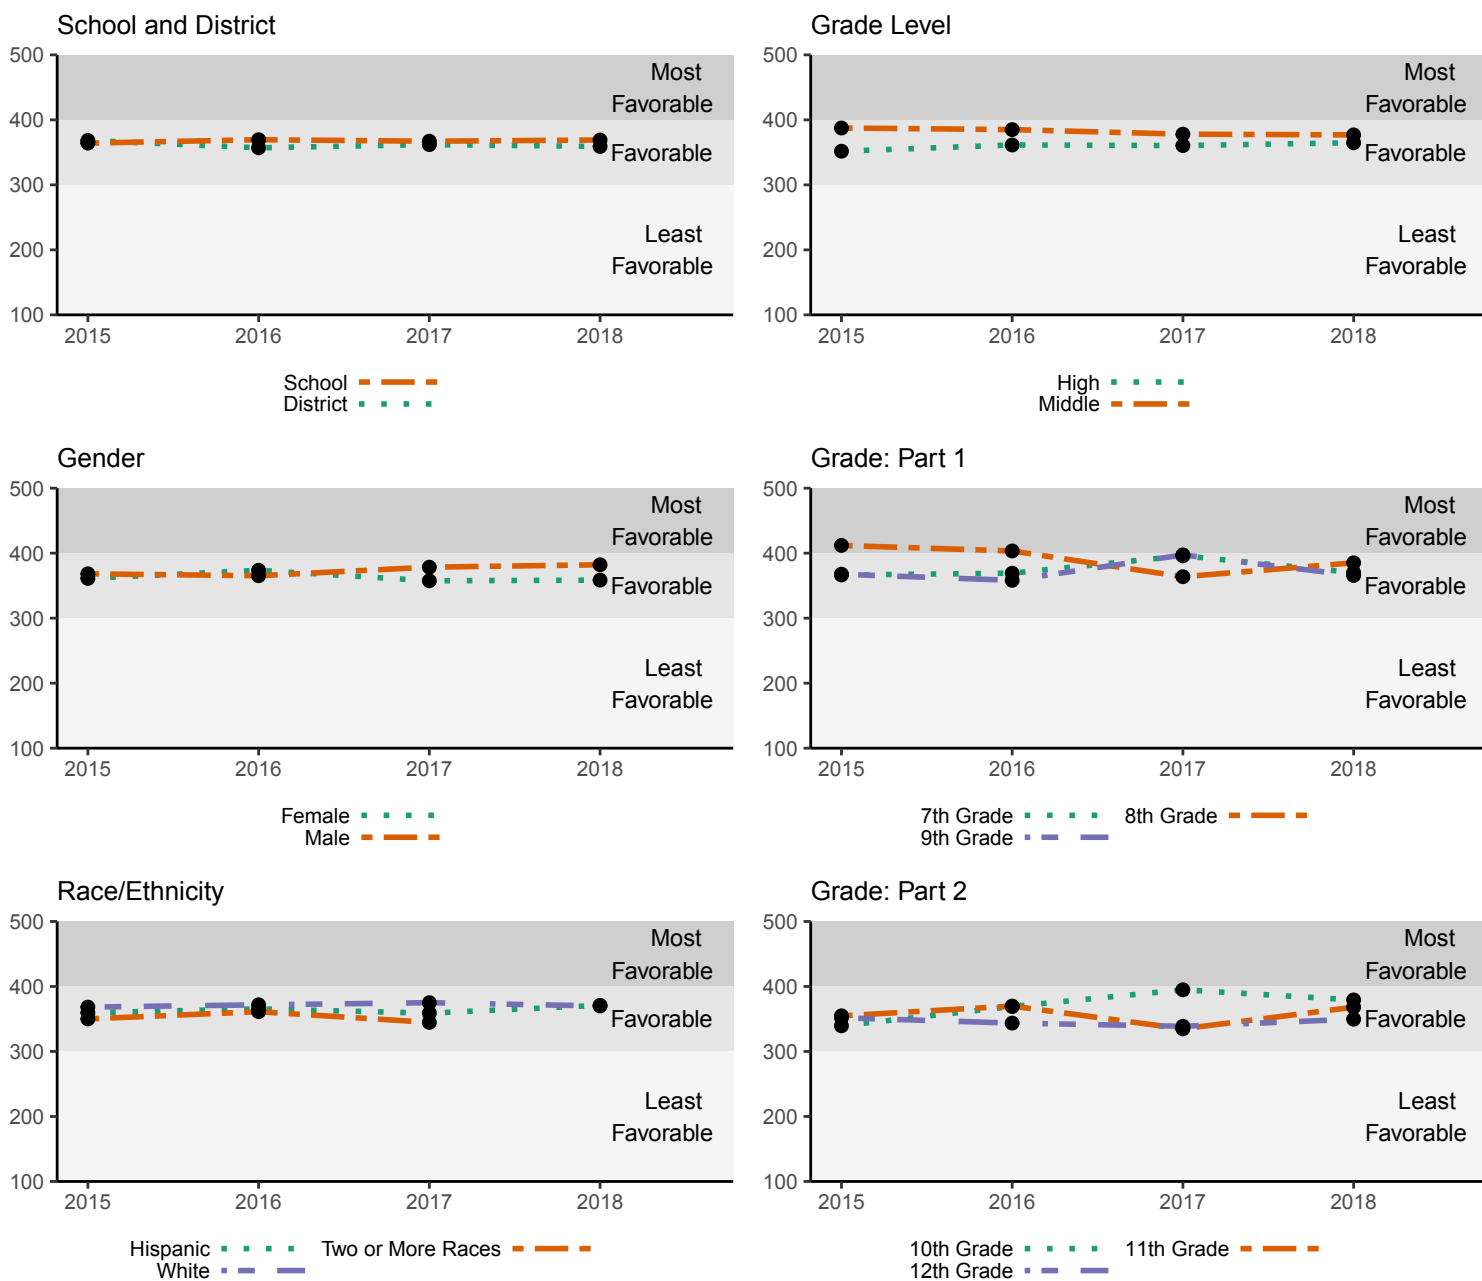 School and District
500
400
300
200
100
Most
Favorable
Favorable
Least
Favorable
2015 2016 2017 2018
School
District
Grade Level
500
400
300
200
100
Most
Favorable
Favorable
Least
Favorable
2015 2016 2017 2018
High
Middle
Gender
500
400
300
200
100
Most
Favorable
Favorable
Least
Favorable
2015 2016 2017 2018
Female
Male
Grade: Part 1
500
400
300
200
100
Most
Favorable
Favorable
Least
Favorable
2015 2016 2017 2018
7th Grade 8th Grade
9th Grade
Race/Ethnicity
500
400
300
200
100
Most
Favorable
Favorable
Least
Favorable
2015 2016 2017 2018
Hispanic Two or More Races
White
Grade: Part 2
500
400
300
200
100
Most
Favorable
Favorable
Least
Favorable
2015 2016 2017 2018
10th Grade 11th Grade
12th Grade